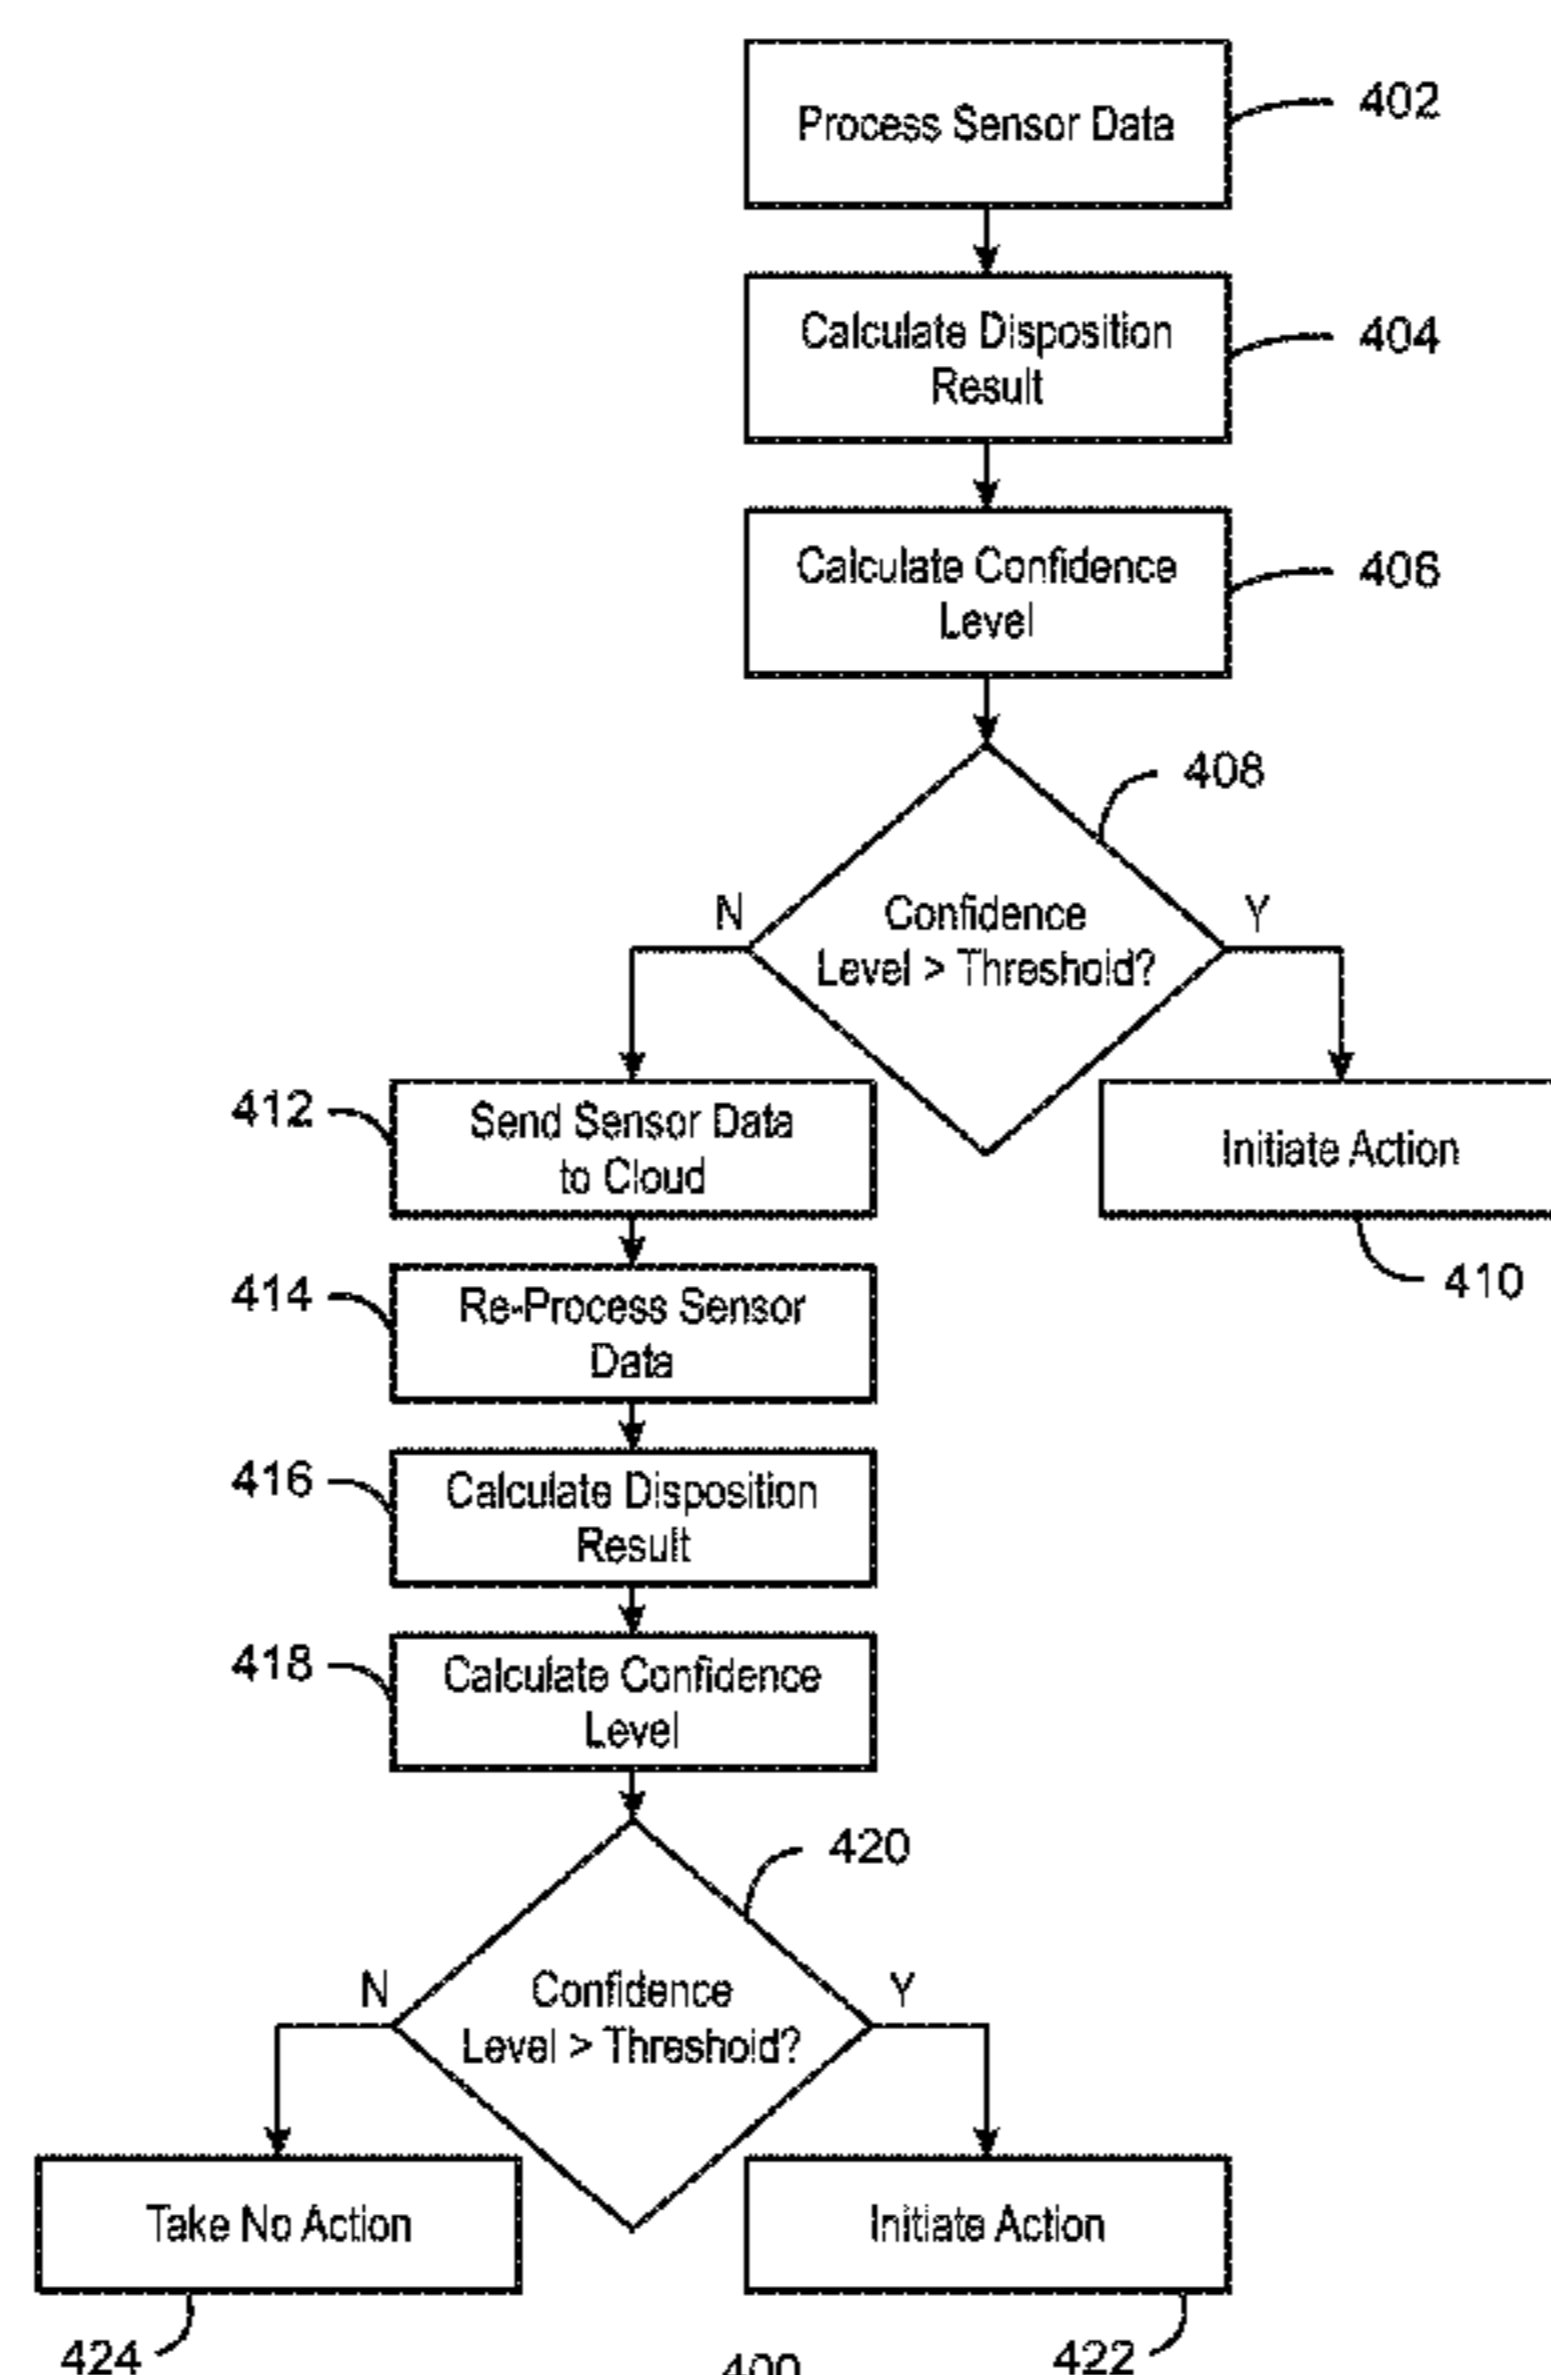 Process Sensor Data
402
Calculate Disposition
Result
404
Calculate Confidence
Level
406
408
N
Y
Confidence
Level > Threshold?
412
Send Sensor Data
to Cloud
Initiate Action
410
414
Re-Process Sensor
Data
416
Calculate Disposition
Result
418
Calculate Confidence
Level
420
N
Y
Confidence
Level > Threshold?
Take No Action
Initiate Action
424
400
422